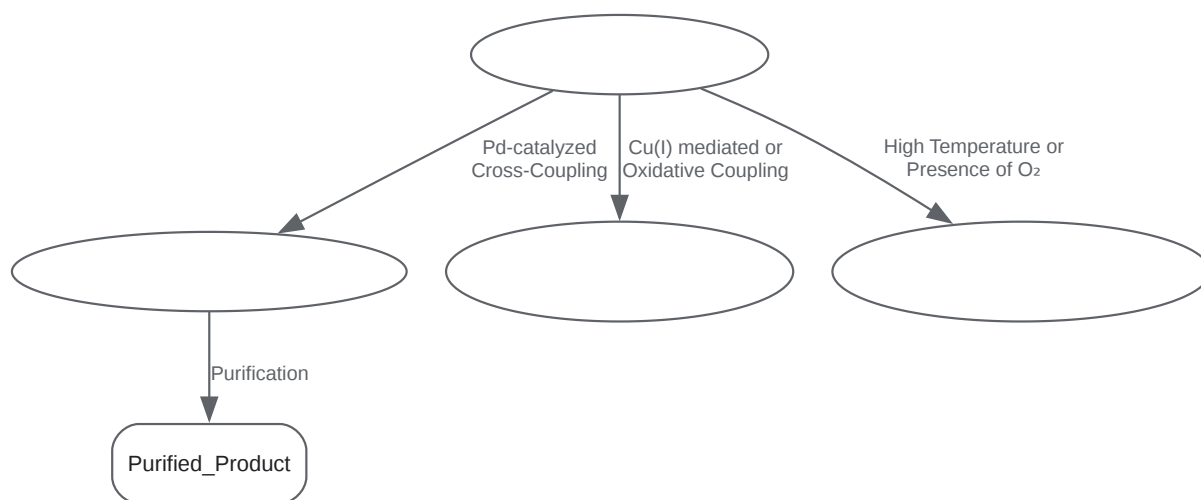 Pd-catalyzed
Cross-Coupling
Cu(I) mediated or
Oxidative Coupling
High Temperature or
Presence of O₂
Purification
Purified_Product